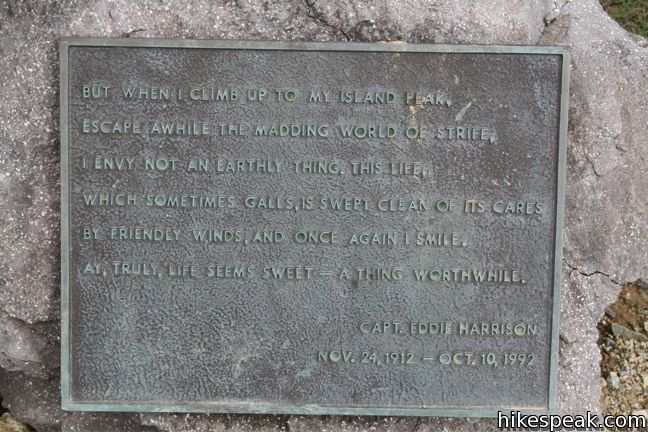 BUT WHEN I CLIMB UP TO MY ISLAND PEAK,
ESCAPE AWHILE THE MADDING WORLD OF STRIFE,
I ENVY NOT AN EARTHLY THING. THIS LIFE,
WHICH SOMETIMES GALLS, IS SWEPT CLEAN OF ITS CARES
BY FRIENDLY WINDS, AND ONCE AGAIN I SMILE.
AY, TRULY, LIFE SEEMS SWEET — A THING WORTHWHILE.
CAPT. EDDIE HARRISON
NOV. 24, 1912 — OCT. 10, 1992
hikespeak.com